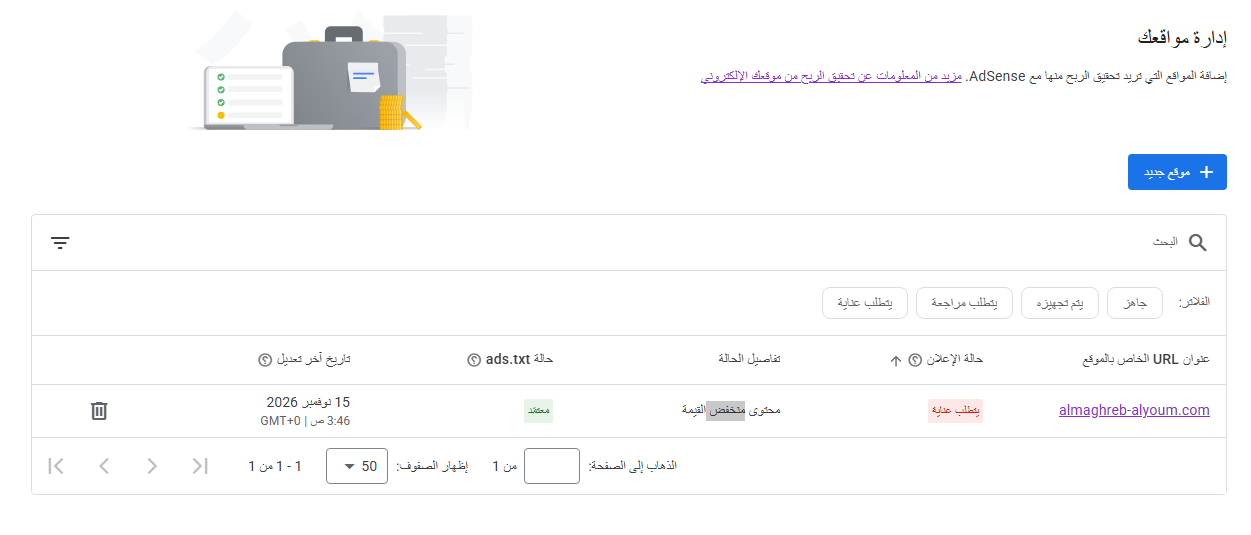 إدارة مواقعك
إضافة المواقع التي تريد تحقيق الربح منها مع AdSense. مزيد من المعلومات عن تحقيق الربح من موقعك الإلكتروني
موقع جديد
البحث
الفلاتر: جاهز يتم تجهيزه يتطلب مراجعة يتطلب عناية
عنوان URL الخاص بالموقع حالة الإعلان تفاصيل الحالة حالة ads.txt تاريخ آخر تعديل
almaghreb-alyoum.com يتطلب عناية محتوى منخفض القيمة معتمَد 15 نوفمبر 2026
3:46 ص | GMT+0
الذهاب إلى الصفحة: من 1 إظهار الصفوف: 50 1 - 1 من 1